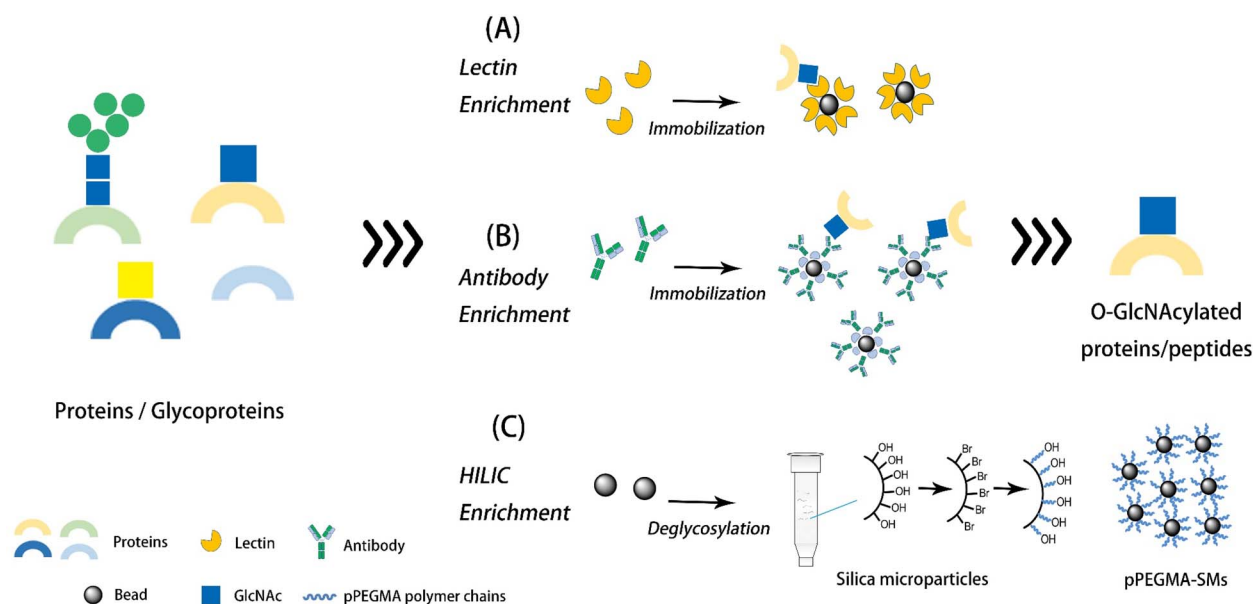 (A)
Lectin
Enrichment
Immobilization
(B)
Antibody
Enrichment
Immobilization
O-GlcNAcylated
proteins/peptides
Proteins / Glycoproteins
(C)
HILIC
Enrichment
Deglycosylation
OH
OH
OH
OH
OH
OH
Br
Br
Br
Br
Br
Br
OH
OH
OH
OH
OH
OH
Silica microparticles
pPEGMA-SMs
Proteins
Lectin
Antibody
Bead
GlcNAc
pPEGMA polymer chains